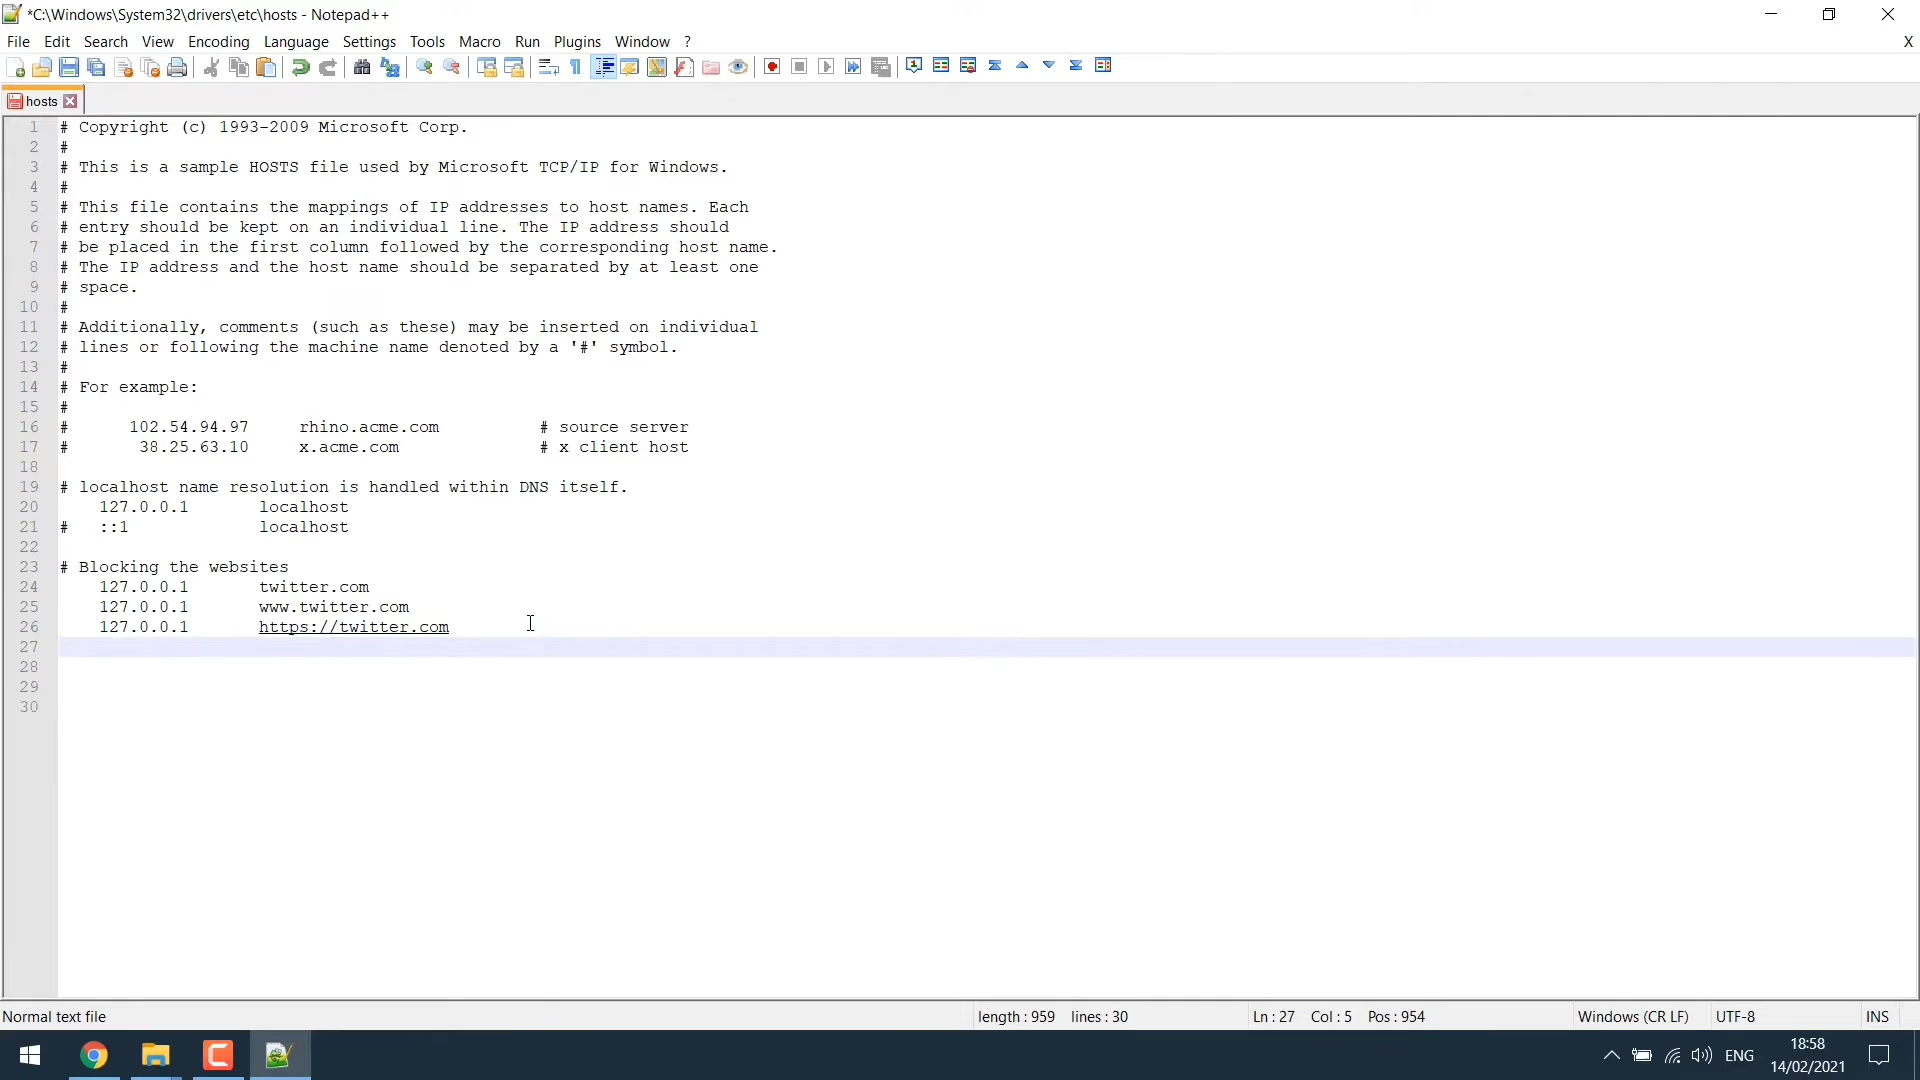 *C:\Windows\System32\drivers\etc\hosts - Notepad++
File Edit Search View Encoding Language Settings Tools Macro Run Plugins Window ? X
hosts
1 # Copyright (c) 1993-2009 Microsoft Corp.
2 #
3 # This is a sample HOSTS file used by Microsoft TCP/IP for Windows.
4 #
5 # This file contains the mappings of IP addresses to host names. Each
6 # entry should be kept on an individual line. The IP address should
7 # be placed in the first column followed by the corresponding host name.
8 # The IP address and the host name should be separated by at least one
9 # space.
10 #
11 # Additionally, comments (such as these) may be inserted on individual
12 # lines or following the machine name denoted by a '#' symbol.
13 #
14 # For example:
15 #
16 #      102.54.94.97     rhino.acme.com          # source server
17 #       38.25.63.10     x.acme.com              # x client host
18
19 # localhost name resolution is handled within DNS itself.
20     127.0.0.1       localhost
21 #   ::1             localhost
22
23 # Blocking the websites
24     127.0.0.1       twitter.com
25     127.0.0.1       www.twitter.com
26     127.0.0.1       https://twitter.com
27
28
29
30
Normal text file length : 959 lines : 30 Ln : 27 Col : 5 Pos : 954 Windows (CR LF) UTF-8 INS
ENG 18:58
14/02/2021